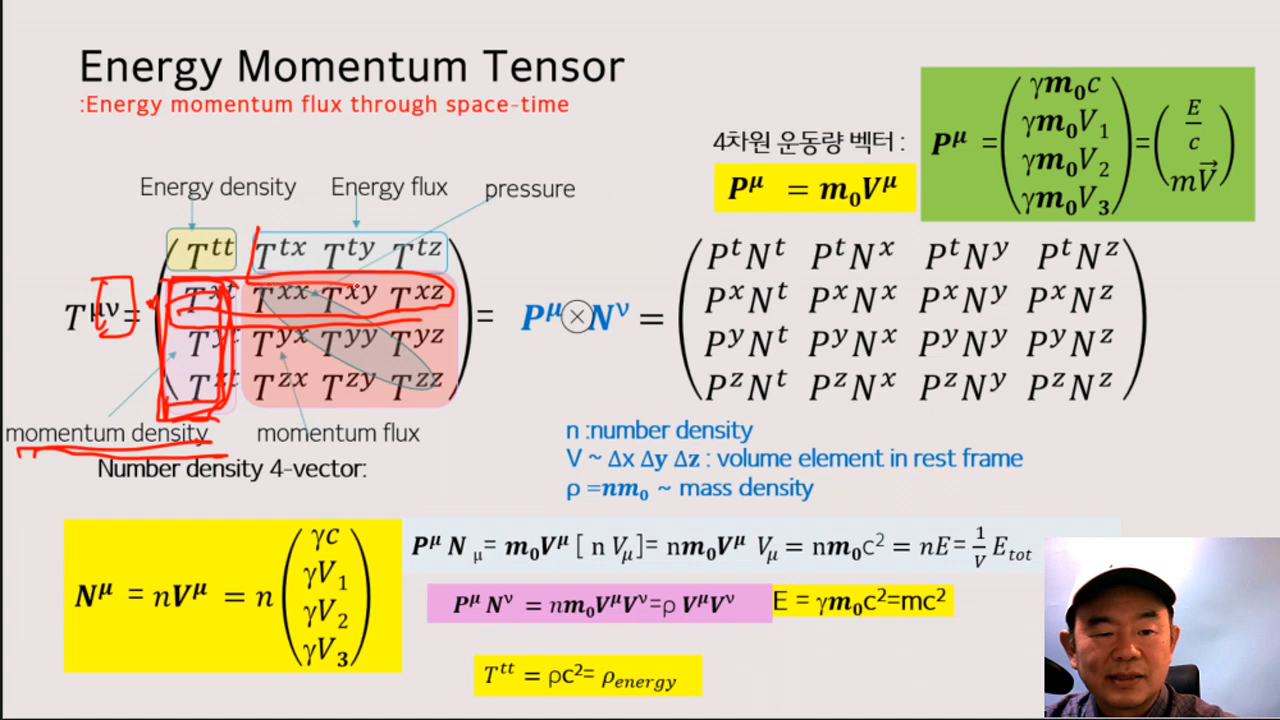 Energy Momentum Tensor
:Energy momentum flux through space-time
4차원 운동량 벡터 :
P^μ = m₀V^μ
P^μ = ( γm₀c γm₀V₁ γm₀V₂ γm₀V₃ ) = ( E/c mV⃗ )
Energy density Energy flux pressure
T^μν = ( T^tt T^tx T^ty T^tz
T^xt T^xx T^xy T^xz
T^yt T^yx T^yy T^yz
T^zt T^zx T^zy T^zz )
= P^μ ⊗ N^ν =
( P^tN^t P^tN^x P^tN^y P^tN^z
P^xN^t P^xN^x P^xN^y P^xN^z
P^yN^t P^yN^x P^yN^y P^yN^z
P^zN^t P^zN^x P^zN^y P^zN^z )
momentum density momentum flux
Number density 4-vector:
n :number density
V ~ Δx Δy Δz : volume element in rest frame
ρ =nm₀ ~ mass density
N^μ = nV^μ = n ( γc γV₁ γV₂ γV₃ )
P^μ N_μ = m₀V^μ [ n V_μ]= nm₀V^μ V_μ = nm₀c² = nE= 1/V E_tot
P^μ N^ν = nm₀V^μV^ν=ρ V^μV^ν
E = γm₀c²=mc²
T^tt = ρc²= ρ_energy